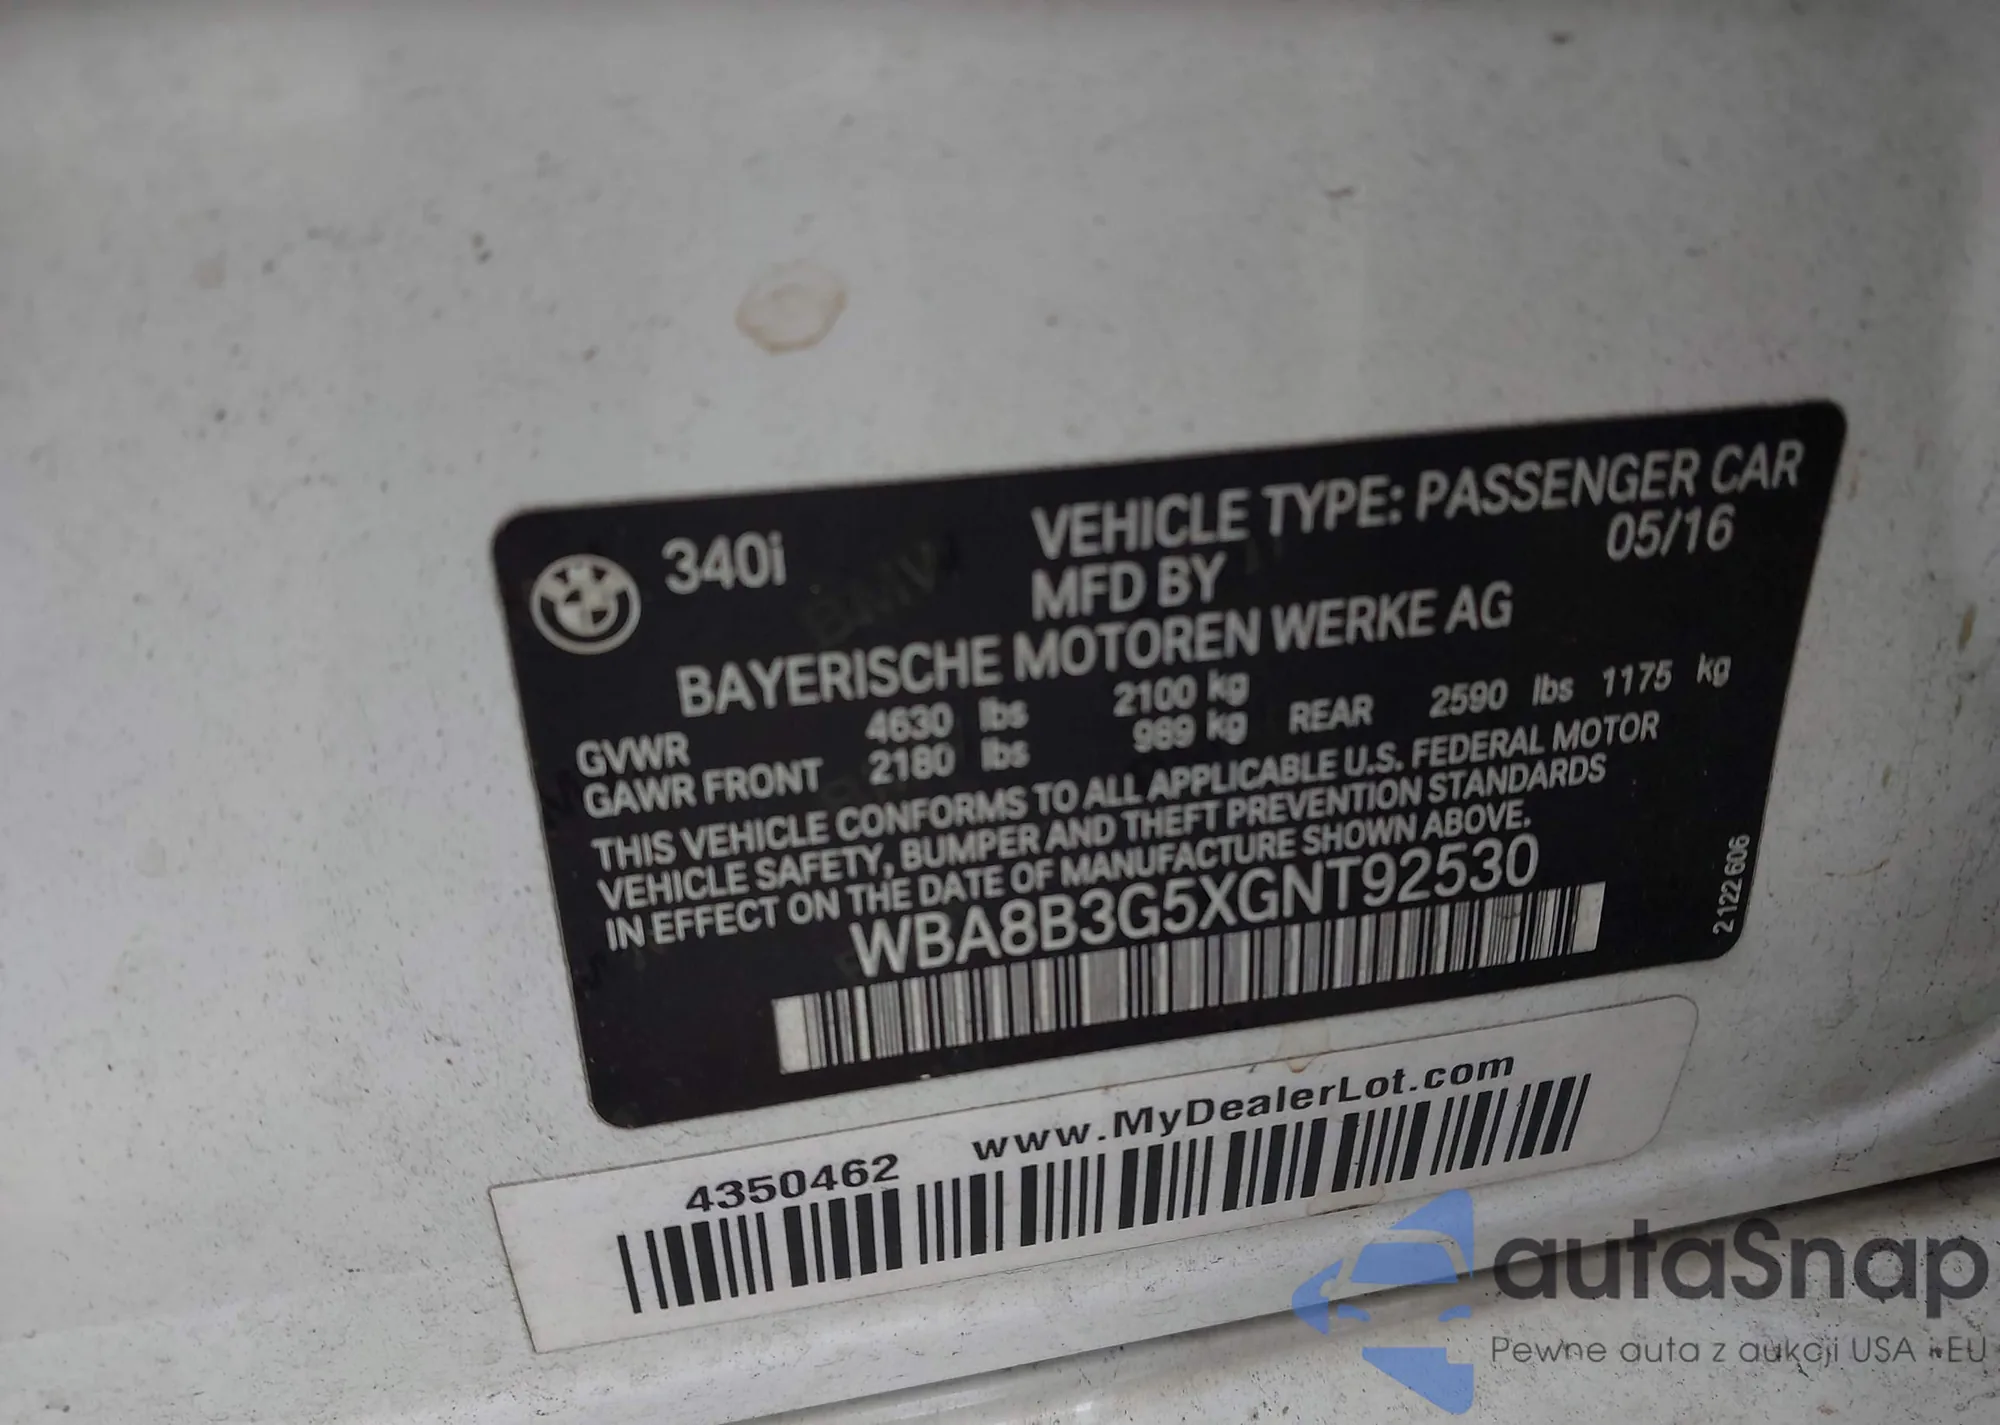 340i
VEHICLE TYPE: PASSENGER CAR
MFD BY 05/16
BAYERISCHE MOTOREN WERKE AG
GVWR 4630 lbs 2100 kg
GAWR FRONT 2180 lbs 989 kg REAR 2590 lbs 1175 kg
THIS VEHICLE CONFORMS TO ALL APPLICABLE U.S. FEDERAL MOTOR
VEHICLE SAFETY, BUMPER AND THEFT PREVENTION STANDARDS
IN EFFECT ON THE DATE OF MANUFACTURE SHOWN ABOVE.
WBA8B3G5XGNT92530
2 122 606
4350462 www.MyDealerLot.com
autaSnap
Pewne auta z aukcji USA i EU